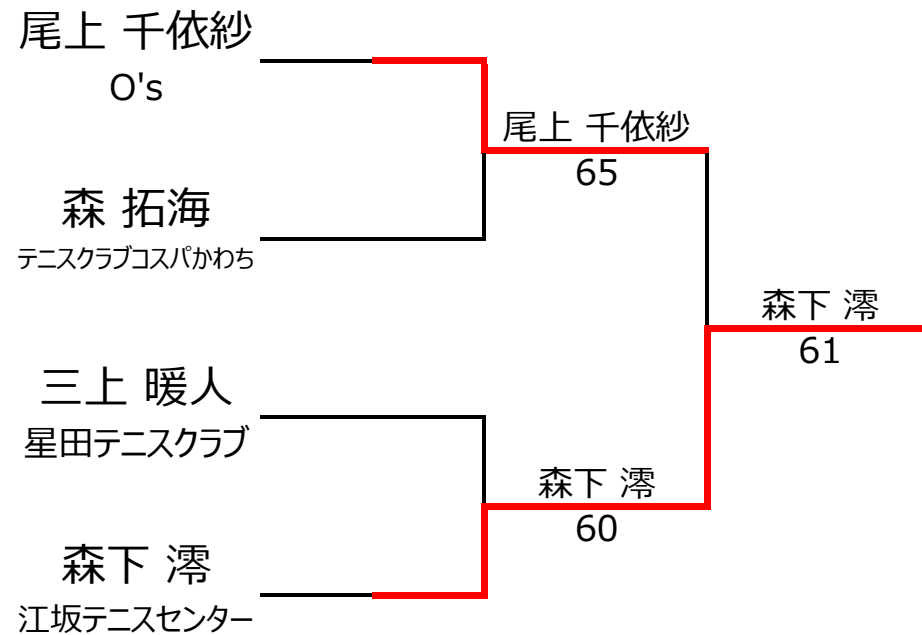 尾上 千依紗
O's
森 拓海
テニスクラブコスパかわち
三上 暖人
星田テニスクラブ
森下 澪
江坂テニスセンター
尾上 千依紗
65
森下 澪
60
森下 澪
61